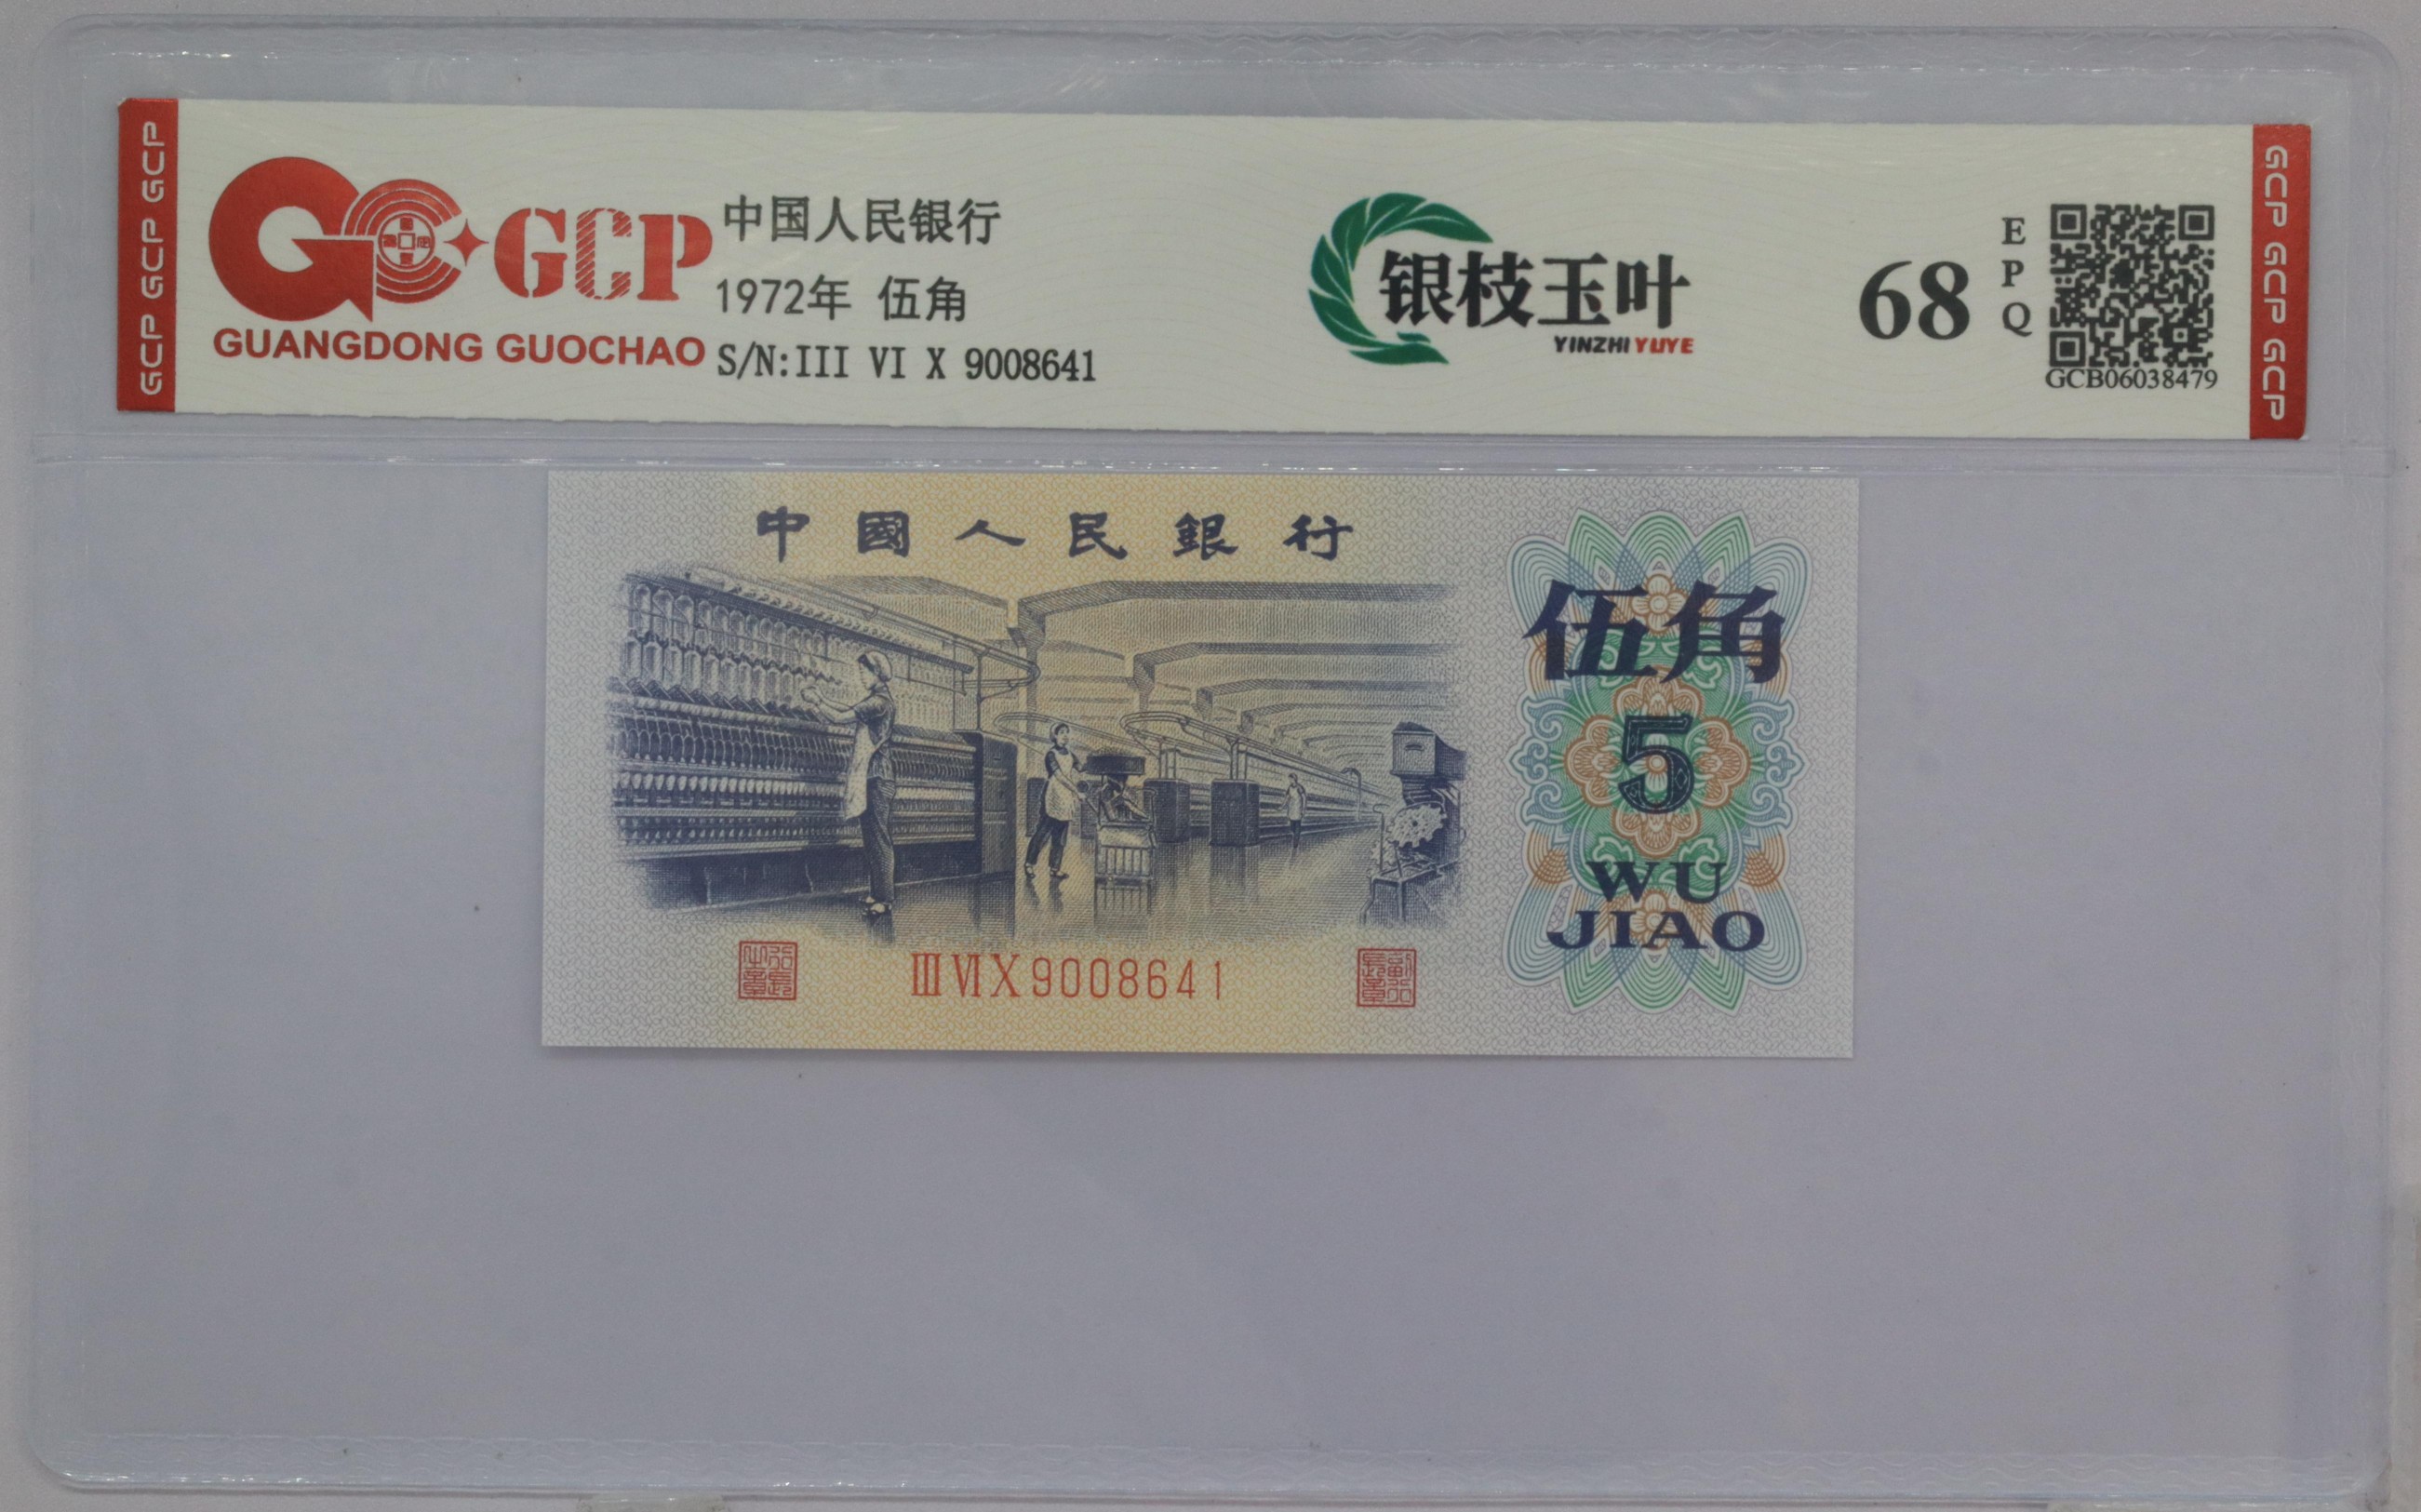 GCP GCP GCP
GCP
GUANGDONG GUOCHAO
中国人民银行
1972年 伍角
S/N:III VI X 9008641
银枝玉叶
YINZHI YUYE
68
EPQ
GCB06038479
GCP GCP GCP
中國人民銀行
伍角
5
WU
JIAO
ⅢⅥⅩ9008641